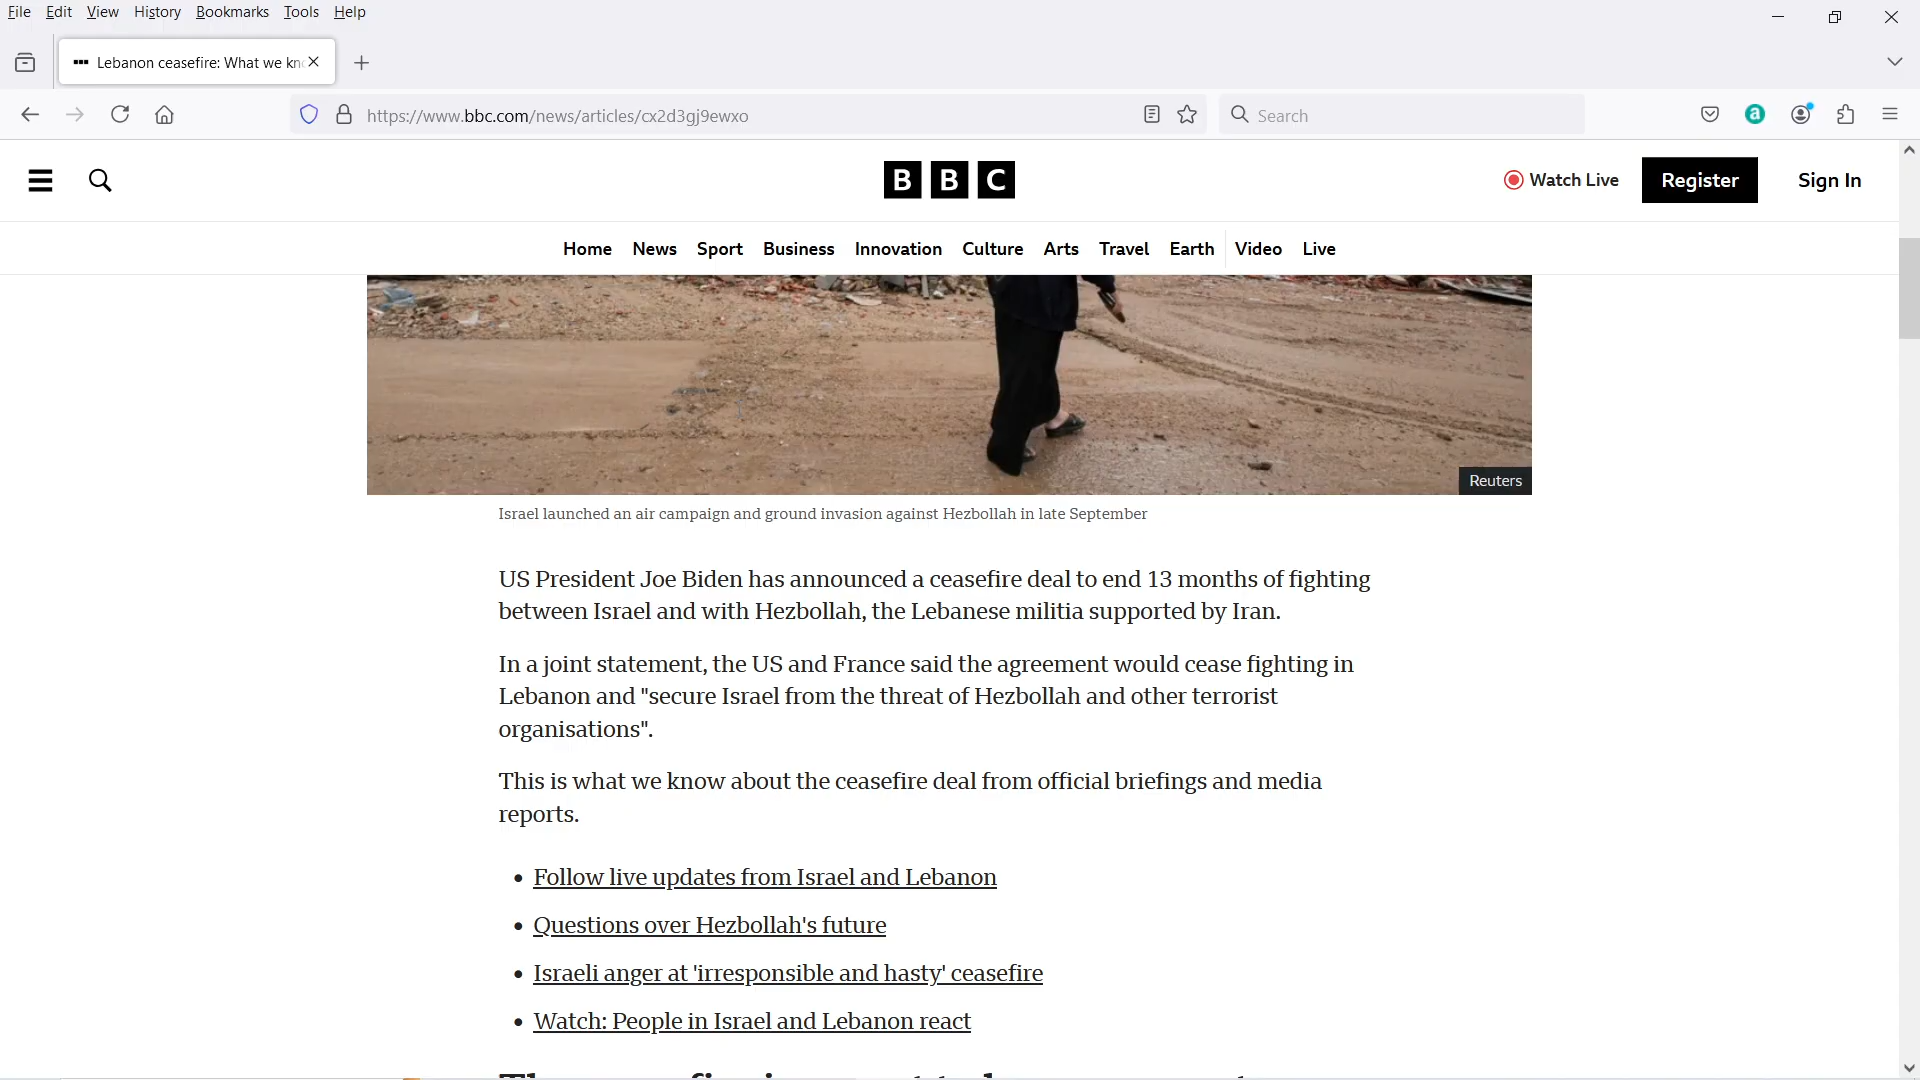 File Edit View History Bookmarks Tools Help
Lebanon ceasefire: What we kno
https://www.bbc.com/news/articles/cx2d3gj9ewxo
Search
BBC
Watch Live
Register
Sign In
Home News Sport Business Innovation Culture Arts Travel Earth Video Live
Reuters
Israel launched an air campaign and ground invasion against Hezbollah in late September
US President Joe Biden has announced a ceasefire deal to end 13 months of fighting
between Israel and with Hezbollah, the Lebanese militia supported by Iran.
In a joint statement, the US and France said the agreement would cease fighting in
Lebanon and "secure Israel from the threat of Hezbollah and other terrorist
organisations".
This is what we know about the ceasefire deal from official briefings and media
reports.
• Follow live updates from Israel and Lebanon
• Questions over Hezbollah's future
• Israeli anger at 'irresponsible and hasty' ceasefire
• Watch: People in Israel and Lebanon react